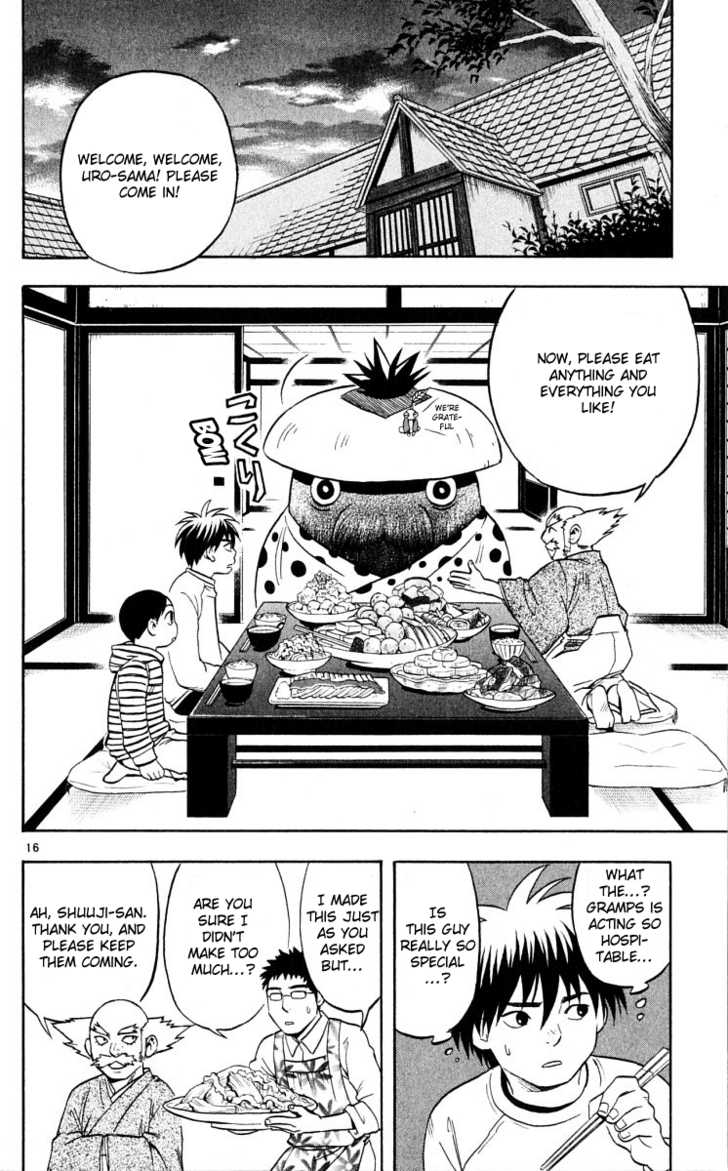 WELCOME, WELCOME,
URO-SAMA! PLEASE
COME IN!
NOW, PLEASE EAT
ANYTHING AND
EVERYTHING YOU
LIKE!
WE'RE
GRATE-
FUL
こくり
BOW
16
WHAT
THE...?
GRAMPS IS
ACTING SO
HOSPI-
TABLE...
IS
THIS GUY
REALLY SO
SPECIAL
...?
I MADE
THIS JUST
AS YOU
ASKED
BUT...
ARE YOU
SURE I
DIDN'T
MAKE TOO
MUCH...?
AH, SHUUJI-SAN.
THANK YOU, AND
PLEASE KEEP
THEM COMING.